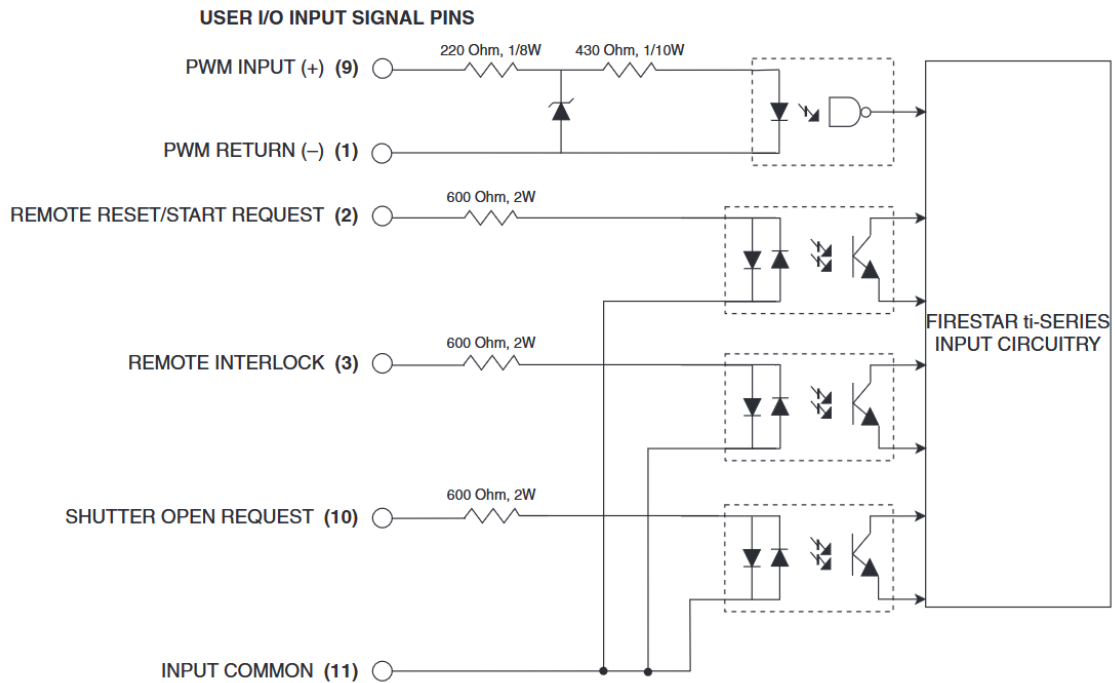 USER I/O INPUT SIGNAL PINS
220 Ohm, 1/8W 430 Ohm, 1/10W
PWM INPUT (+) (9)
PWM RETURN (–) (1)
600 Ohm, 2W
REMOTE RESET/START REQUEST (2)
FIRESTAR ti-SERIES
INPUT CIRCUITRY
600 Ohm, 2W
REMOTE INTERLOCK (3)
600 Ohm, 2W
SHUTTER OPEN REQUEST (10)
INPUT COMMON (11)